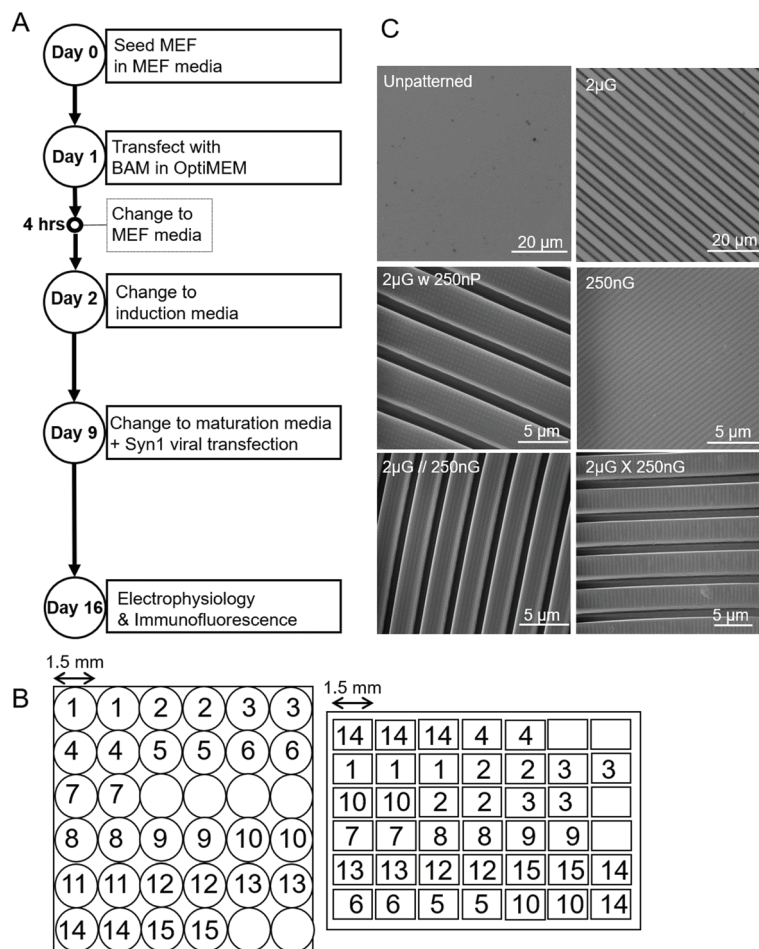 A
Day 0
Seed MEF
in MEF media
Day 1
Transfect with
BAM in OptiMEM
4 hrs
Change to
MEF media
Day 2
Change to
induction media
Day 9
Change to maturation media
+ Syn1 viral transfection
Day 16
Electrophysiology
& Immunofluorescence
C
Unpatterned
20 µm
2µG
20 µm
2µG w 250nP
5 µm
250nG
5 µm
2µG // 250nG
5 µm
2µG X 250nG
5 µm
B
1.5 mm
1 1 2 2 3 3
4 4 5 5 6 6
7 7
8 8 9 9 10 10
11 11 12 12 13 13
14 14 15 15
1.5 mm
14 14 14 4 4
1 1 1 2 2 3 3
10 10 2 2 3 3
7 7 8 8 9 9
13 13 12 12 15 15 14
6 6 5 5 10 10 14